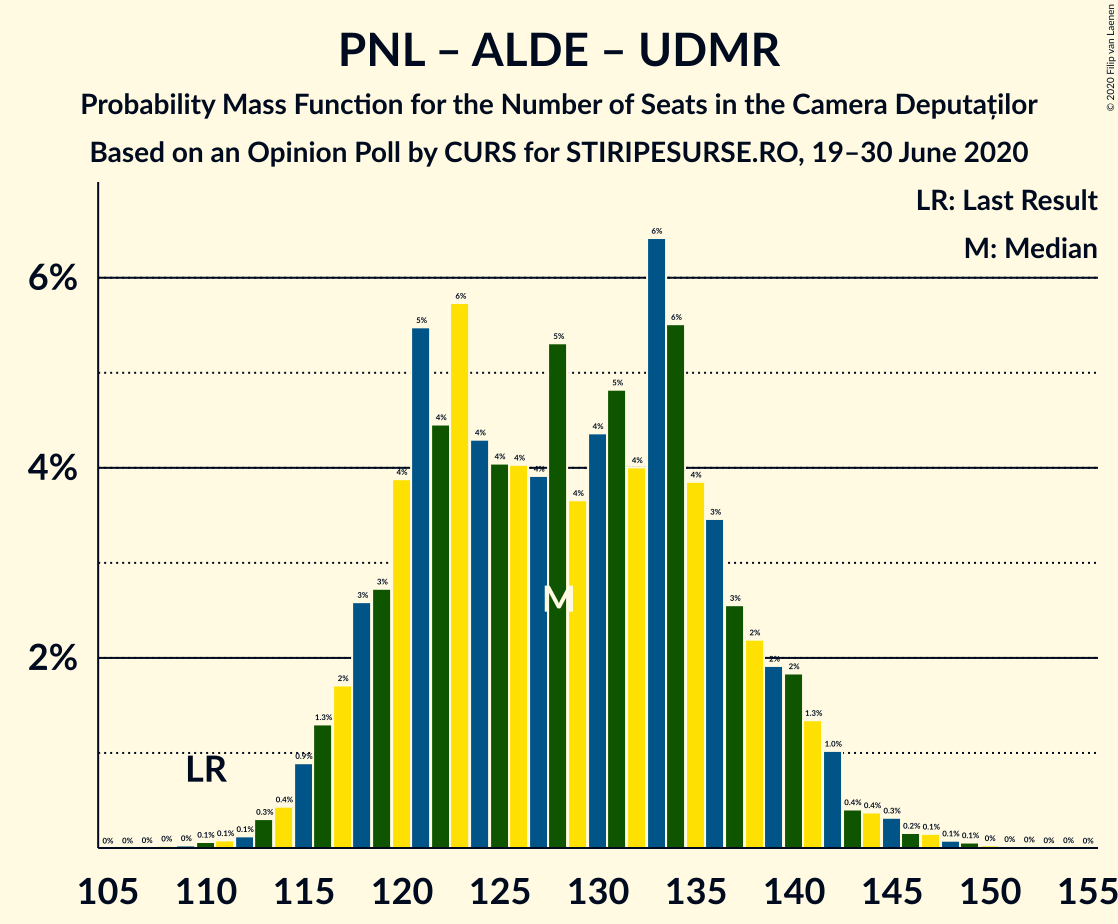 PNL – ALDE – UDMR
Probability Mass Function for the Number of Seats in the Camera Deputaților
Based on an Opinion Poll by CURS for STIRIPESURSE.RO, 19–30 June 2020
© 2020 Filip van Laenen
LR: Last Result
M: Median
6%
4%
2%
0% 0% 0% 0% 0% 0.1% 0.1% 0.1% 0.3% 0.4% 0.9% 1.3% 2% 3% 3% 4% 5% 4% 6% 4% 4% 4% 4% 5% 4% 4% 5% 4% 6% 6% 4% 3% 3% 2% 2% 2% 1.3% 1.0% 0.4% 0.4% 0.3% 0.2% 0.1% 0.1% 0.1% 0% 0% 0% 0% 0% 0%
M
LR
105 110 115 120 125 130 135 140 145 150 155